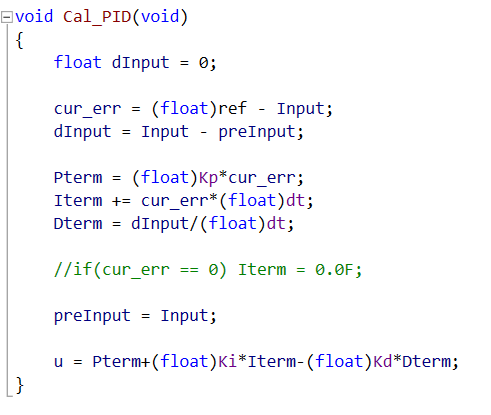 void Cal_PID(void)
{
    float dInput = 0;

    cur_err = (float)ref - Input;
    dInput = Input - preInput;

    Pterm = (float)Kp*cur_err;
    Iterm += cur_err*(float)dt;
    Dterm = dInput/(float)dt;

    //if(cur_err == 0) Iterm = 0.0F;

    preInput = Input;

    u = Pterm+(float)Ki*Iterm-(float)Kd*Dterm;
}